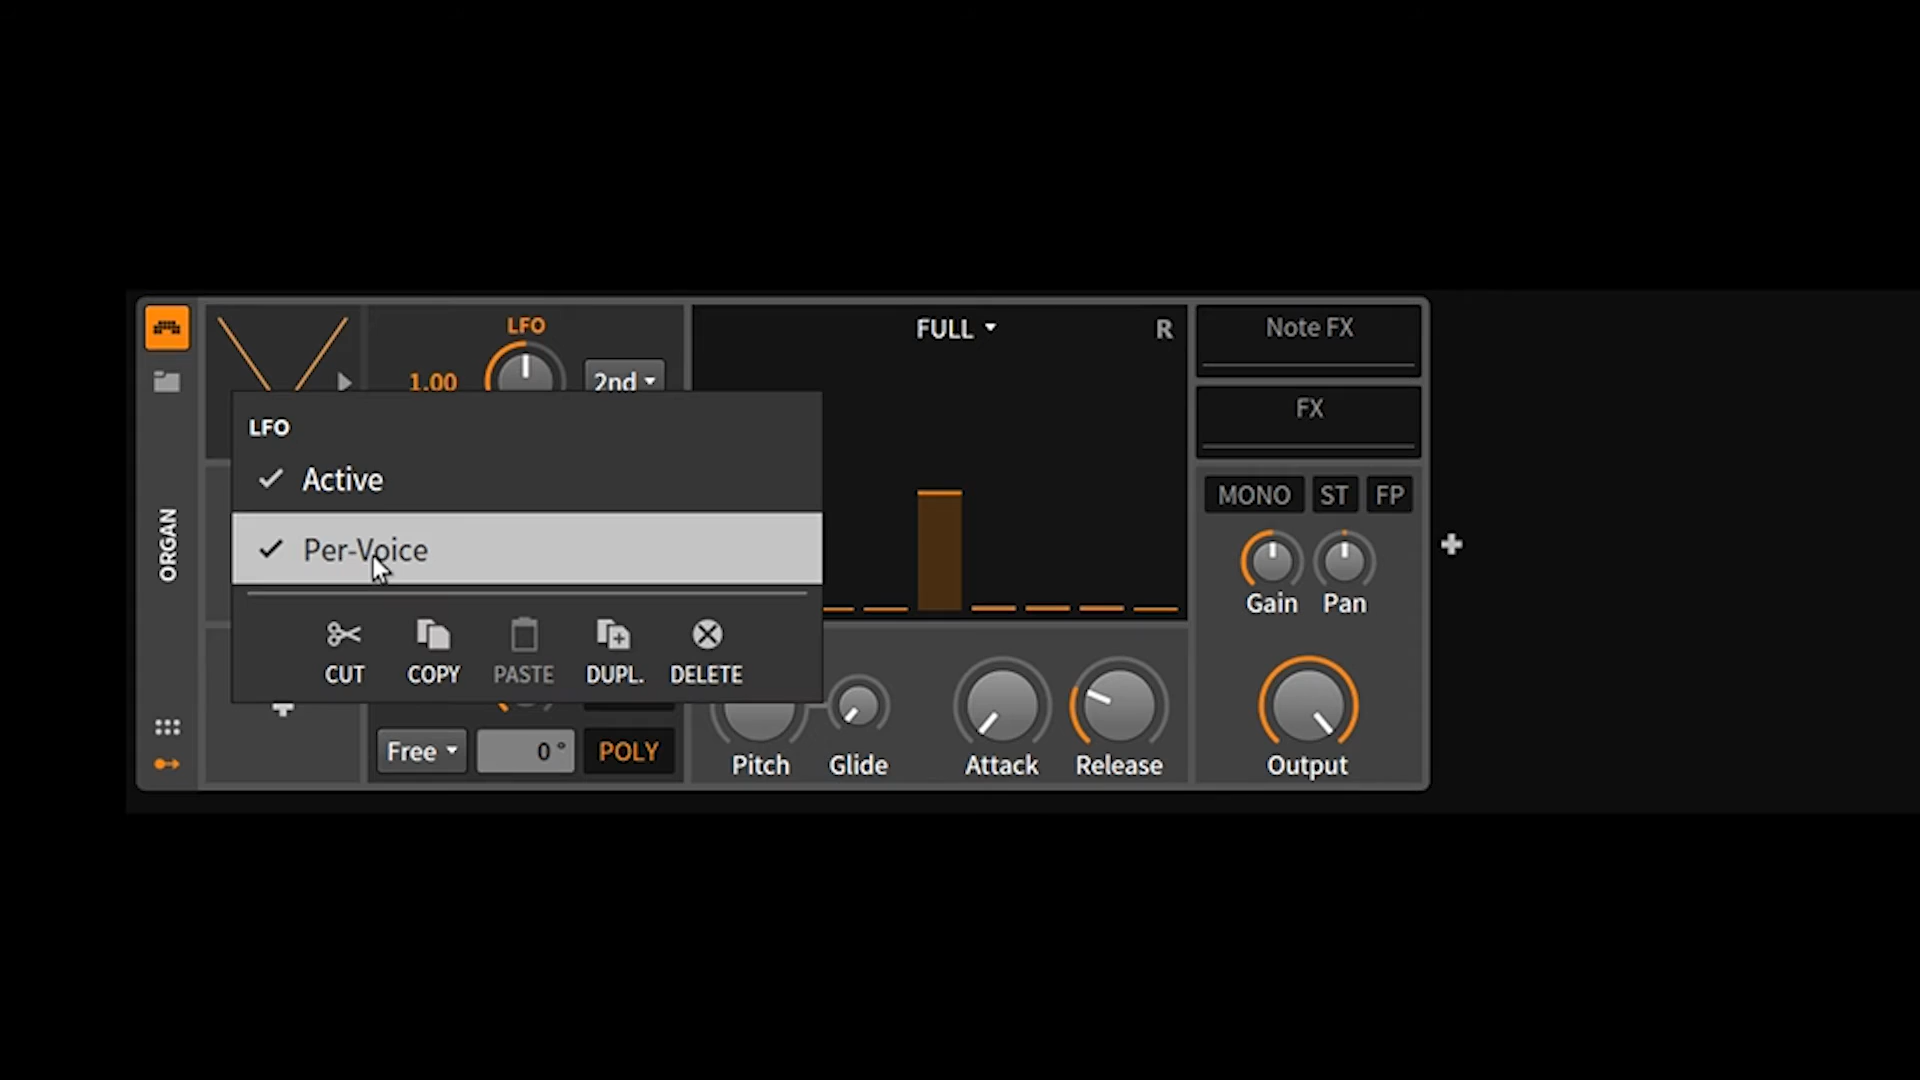 LFO
1.00
2nd
FULL
R
Note FX
FX
LFO
Active
Per-Voice
CUT
COPY
PASTE
DUPL.
DELETE
ORGAN
MONO
ST
FP
Gain
Pan
Free
0 °
POLY
Pitch
Glide
Attack
Release
Output